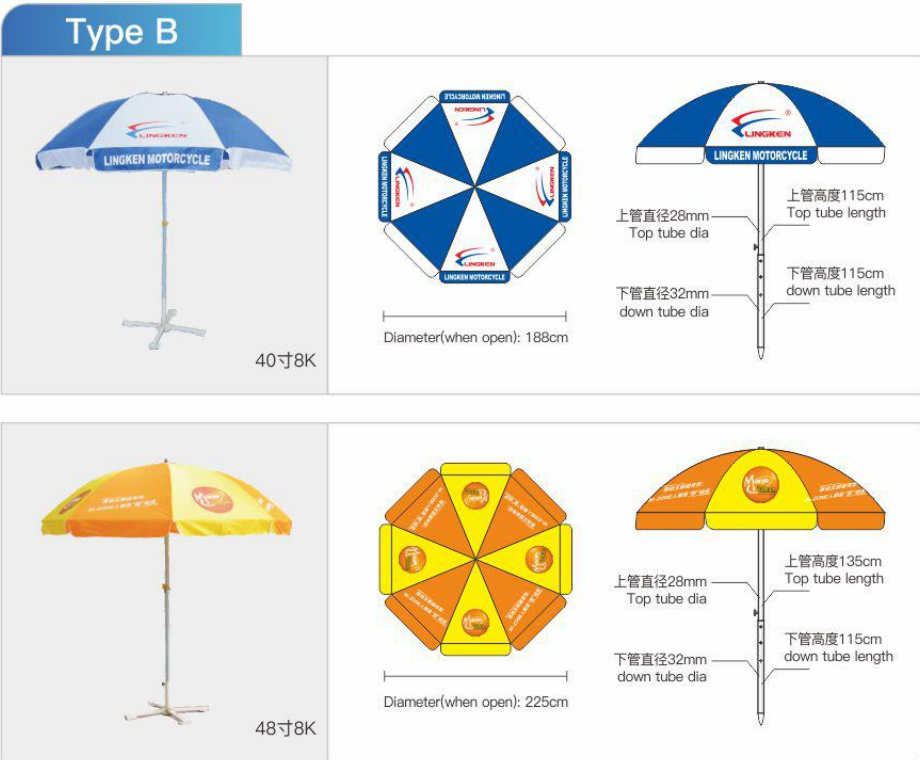 Type B
LINGKEN
LINGKEN MOTORCYCLE
40寸8K
LINGKEN MOTORCYCLE
LINGKEN
LINGKEN MOTORCYCLE
LINGKEN
LINGKEN
LINGKEN MOTORCYCLE
LINGKEN
LINGKEN MOTORCYCLE
Diameter(when open): 188cm
®
LINGKEN
LINGKEN MOTORCYCLE
上管直径28mm
Top tube dia
上管高度115cm
Top tube length
下管直径32mm
down tube dia
下管高度115cm
down tube length
48寸8K
Diameter(when open): 225cm
上管直径28mm
Top tube dia
上管高度135cm
Top tube length
下管直径32mm
down tube dia
下管高度115cm
down tube length